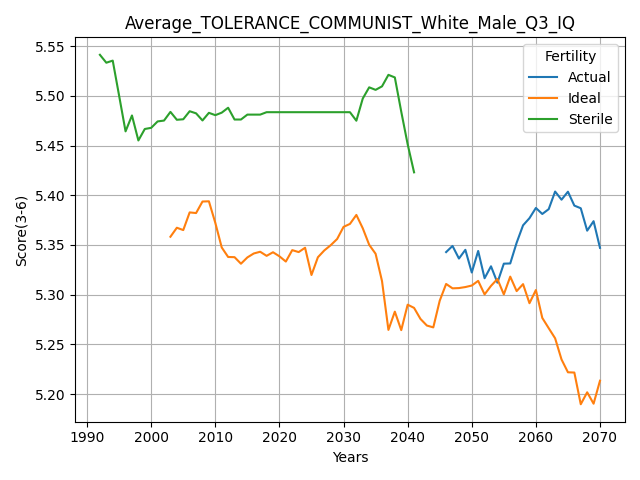 Average_TOLERANCE_COMMUNIST_White_Male_Q3_IQ
Fertility
Actual
Ideal
Sterile
Score(3-6)
5.55
5.50
5.45
5.40
5.35
5.30
5.25
5.20
1990 2000 2010 2020 2030 2040 2050 2060 2070
Years